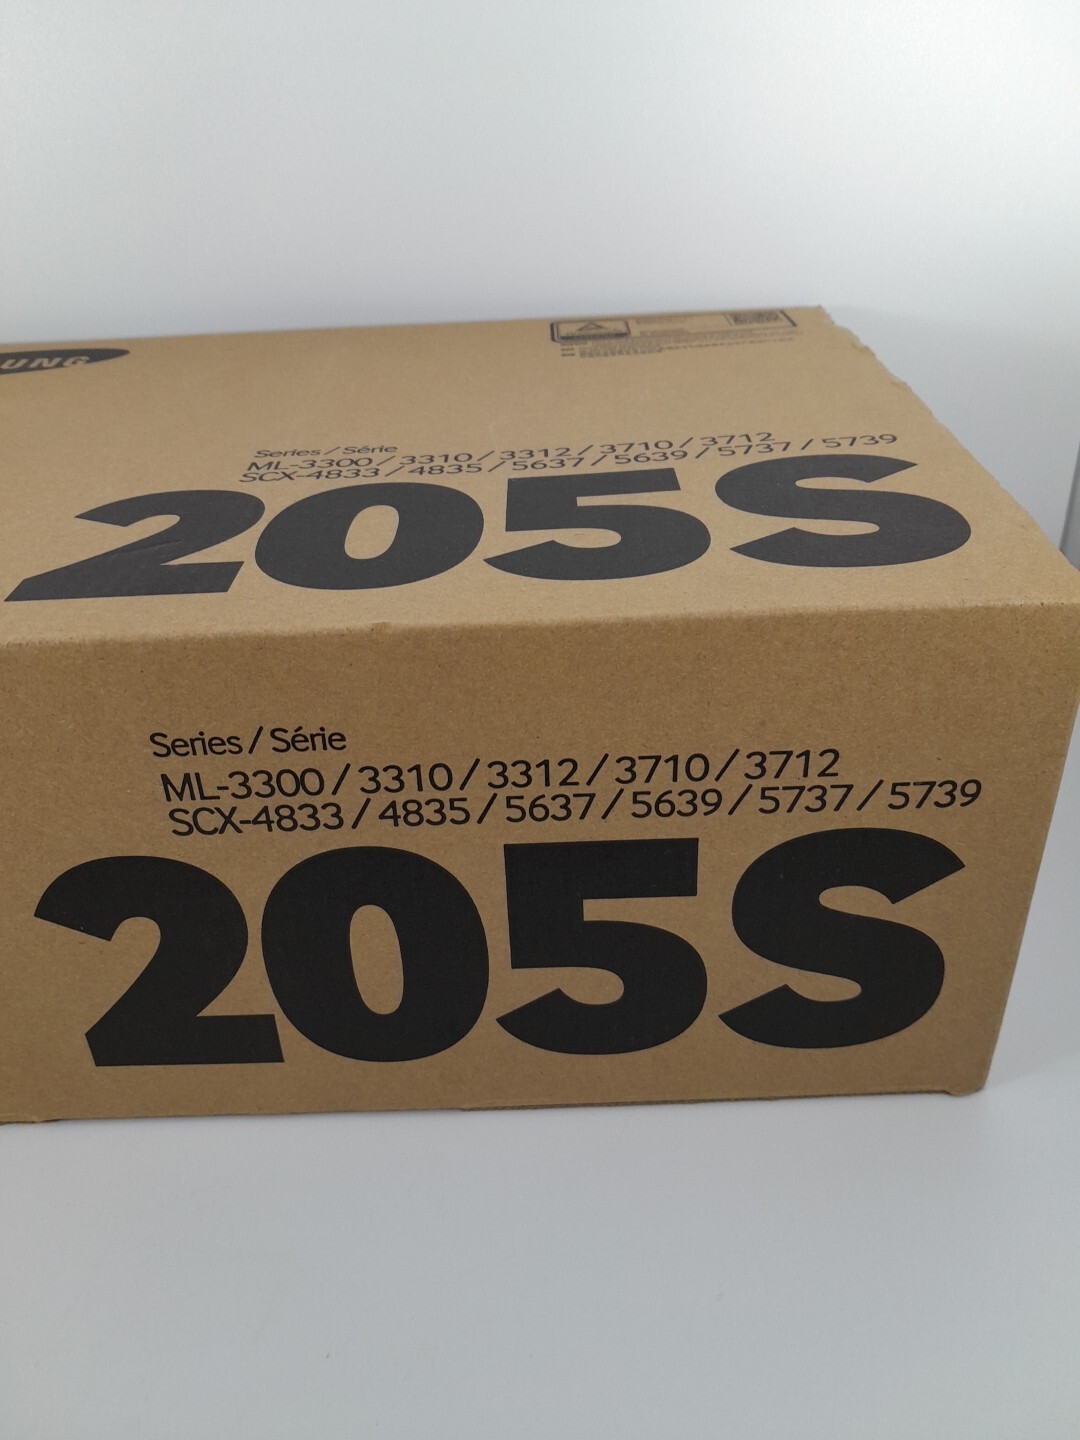 UNG
Series / Série
ML-3300 / 3310 / 3312 / 3710 / 3712
SCX-4833 / 4835 / 5637 / 5639 / 5737 / 5739
205S
Series / Série
ML-3300 / 3310 / 3312 / 3710 / 3712
SCX-4833 / 4835 / 5637 / 5639 / 5737 / 5739
205S